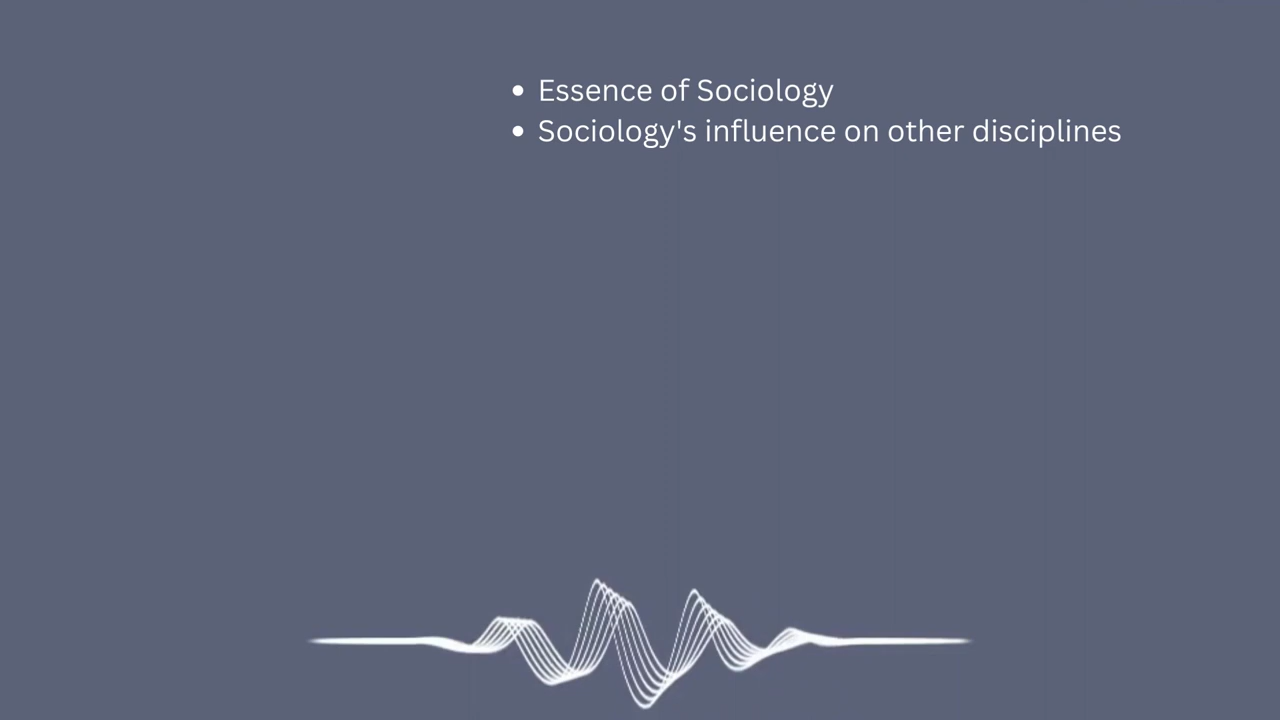 • Essence of Sociology
• Sociology's influence on other disciplines